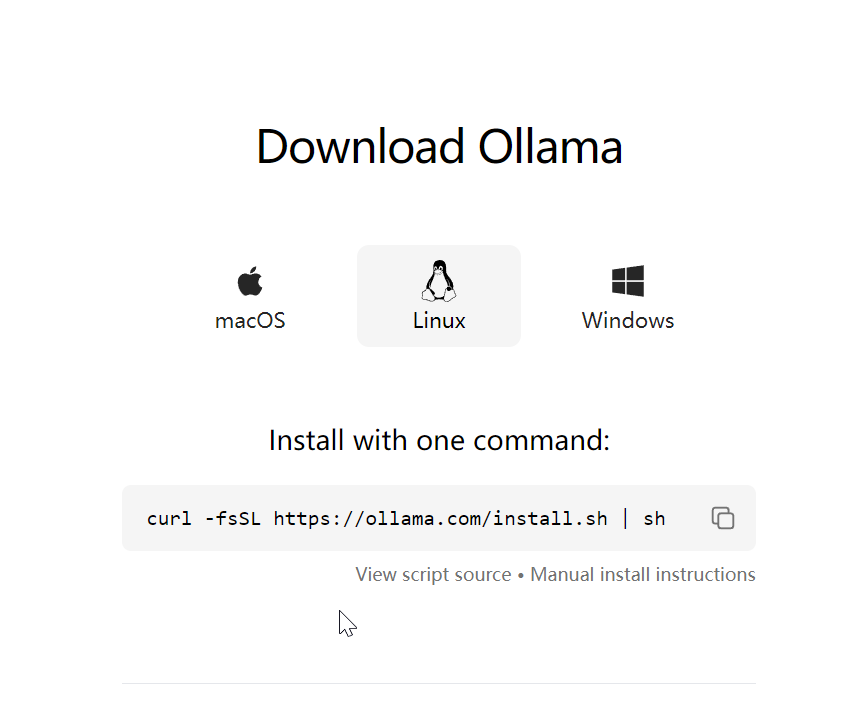 Download Ollama
macOS
Linux
Windows
Install with one command:
curl -fsSL https://ollama.com/install.sh | sh
View script source • Manual install instructions